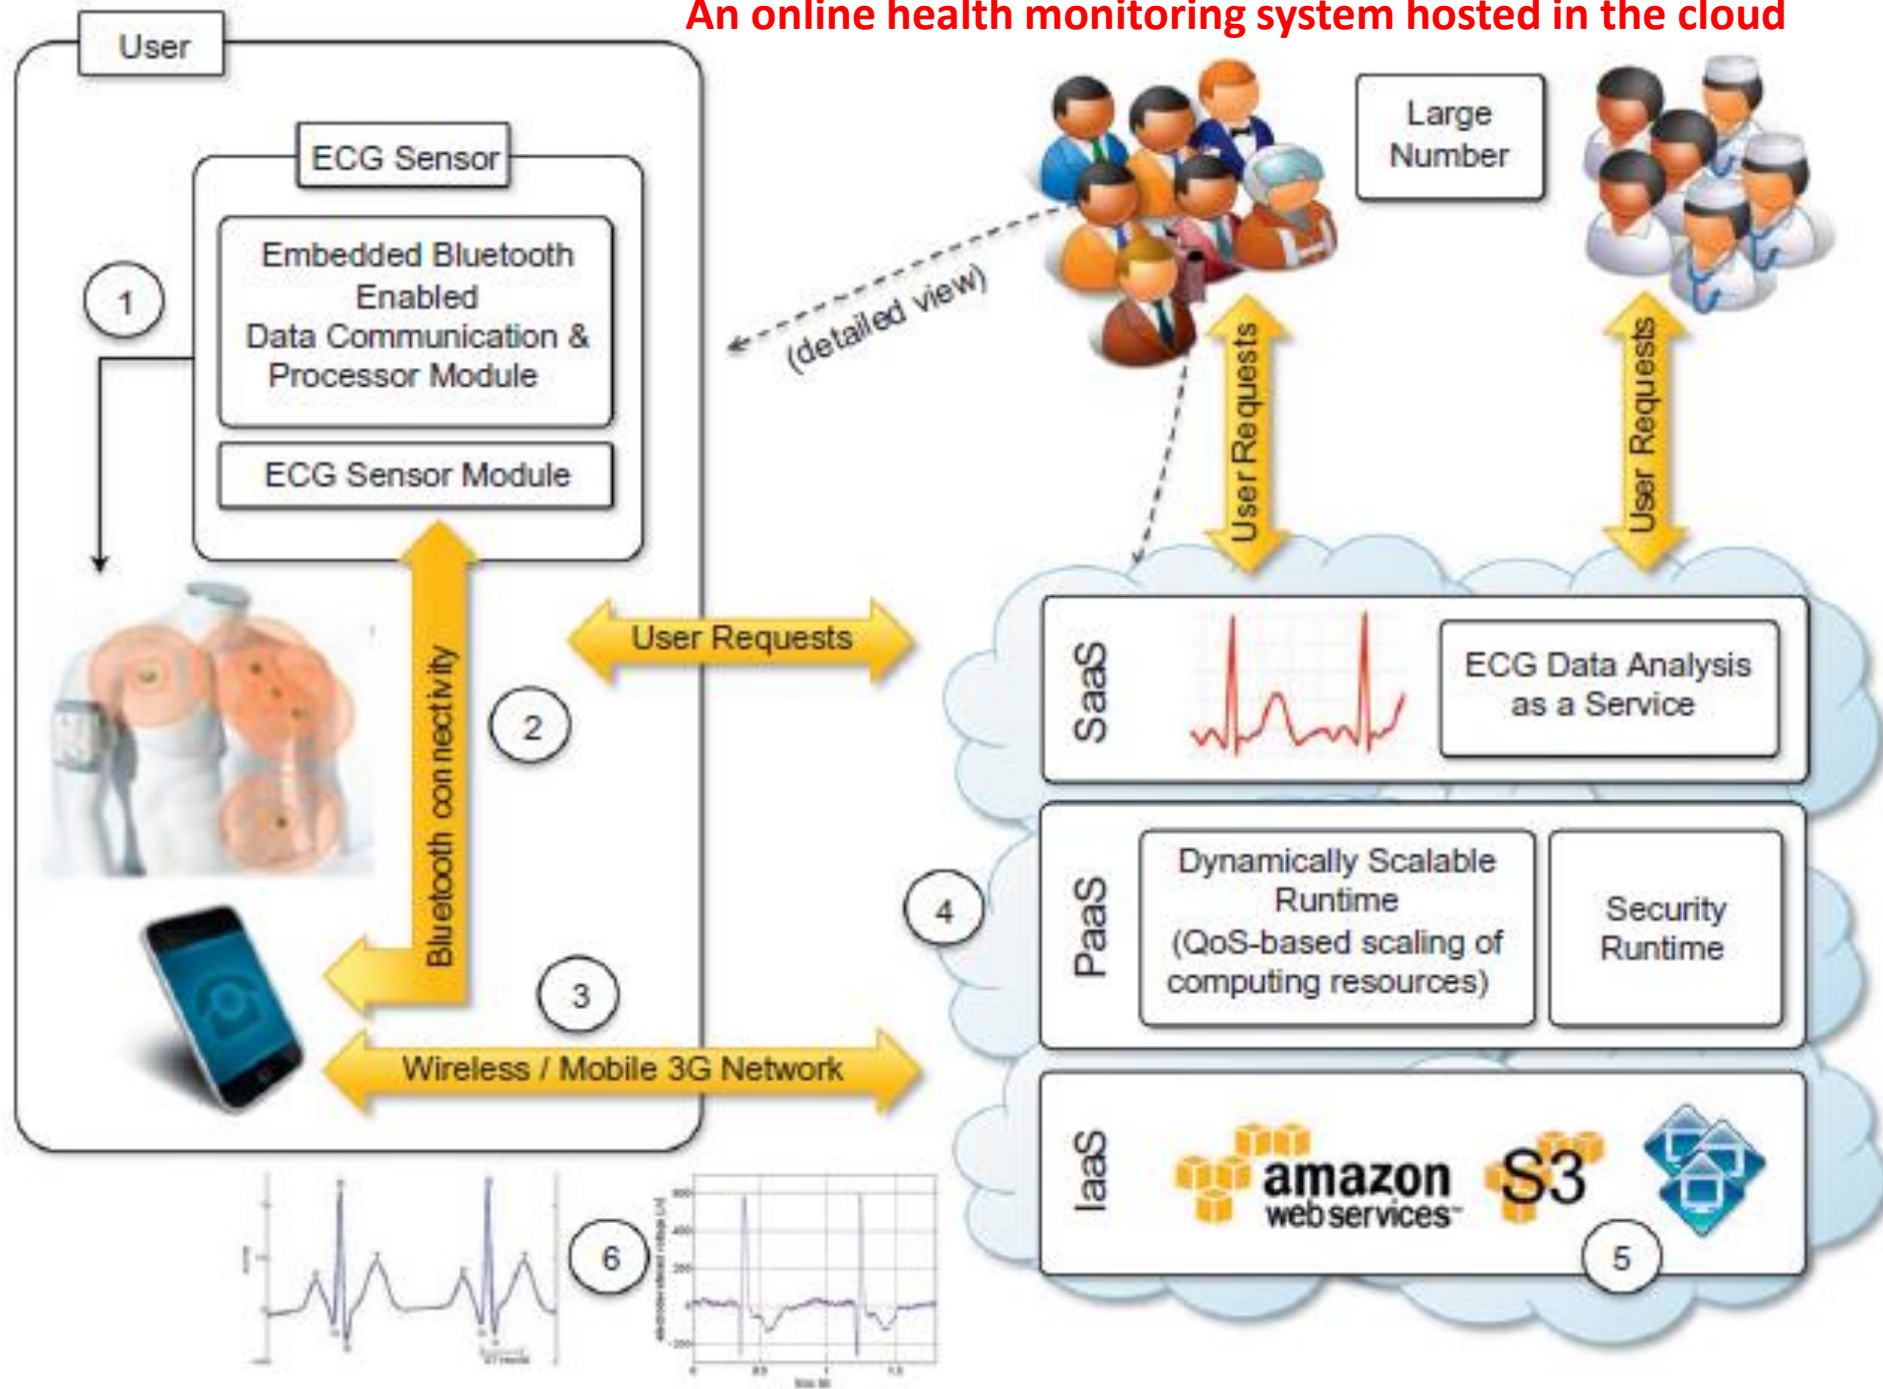 An online health monitoring system hosted in the cloud
User
ECG Sensor
Embedded Bluetooth
Enabled
Data Communication &
Processor Module
ECG Sensor Module
1
Bluetooth connectivity
2
3
User Requests
Wireless / Mobile 3G Network
(detailed view)
Large
Number
User Requests
User Requests
SaaS
ECG Data Analysis
as a Service
4
PaaS
Dynamically Scalable
Runtime
(QoS-based scaling of
computing resources)
Security
Runtime
IaaS
amazon
web services
S3
5
6